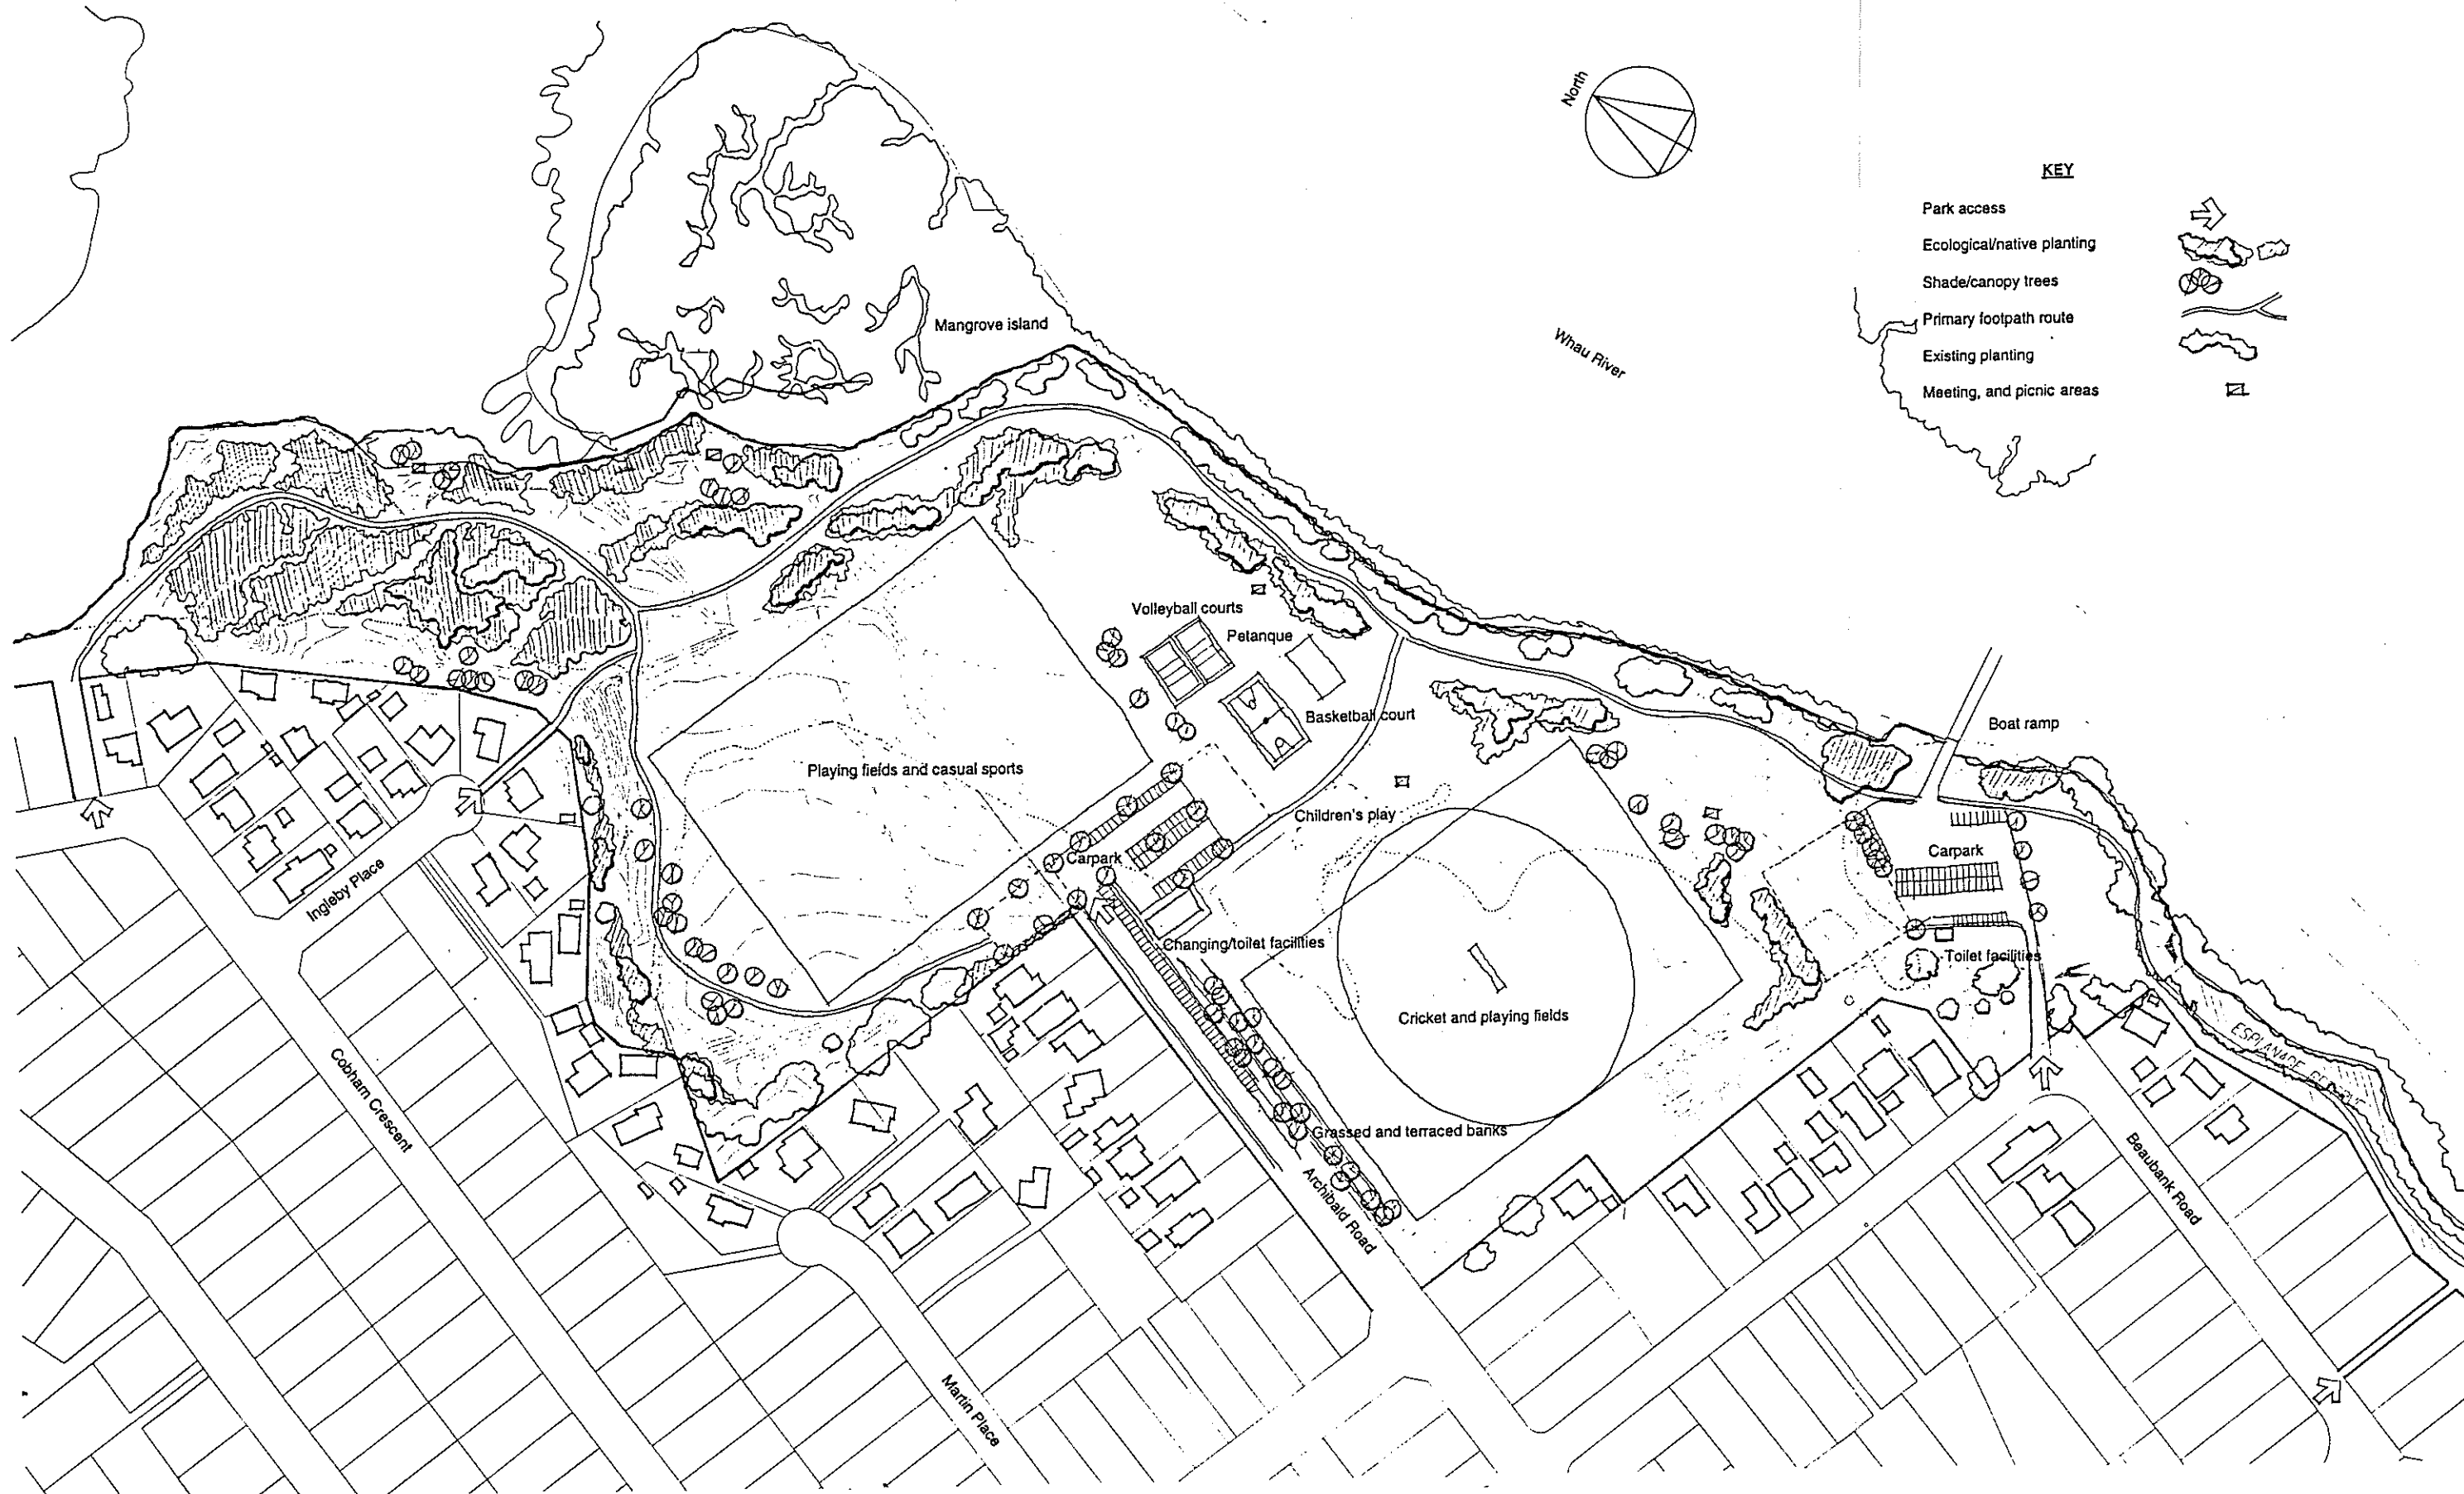 North
KEY
Park access
Ecological/native planting
Shade/canopy trees
Primary footpath route
Existing planting
Meeting, and picnic areas
Mangrove island
Whau River
Volleyball courts
Petanque
Basketball court
Boat ramp
Playing fields and casual sports
Children's play
Carpark
Carpark
Ingleby Place
Changing/toilet facilities
Toilet facilities
Cricket and playing fields
ESPLANADE
Cobham Crescent
Grassed and terraced banks
Archibald Road
Beaubank Road
Martin Place